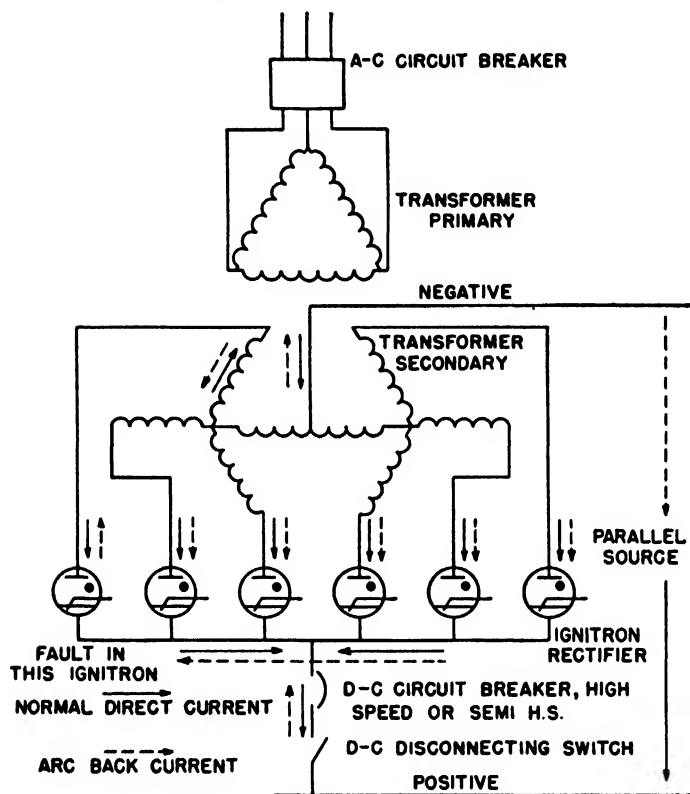 A-C CIRCUIT BREAKER
TRANSFORMER
PRIMARY
NEGATIVE
TRANSFORMER
SECONDARY
PARALLEL
SOURCE
IGNITRON
RECTIFIER
FAULT IN
THIS IGNITRON
NORMAL DIRECT CURRENT
D-C CIRCUIT BREAKER, HIGH
SPEED OR SEMI H.S.
ARC BACK CURRENT
D-C DISCONNECTING SWITCH
POSITIVE